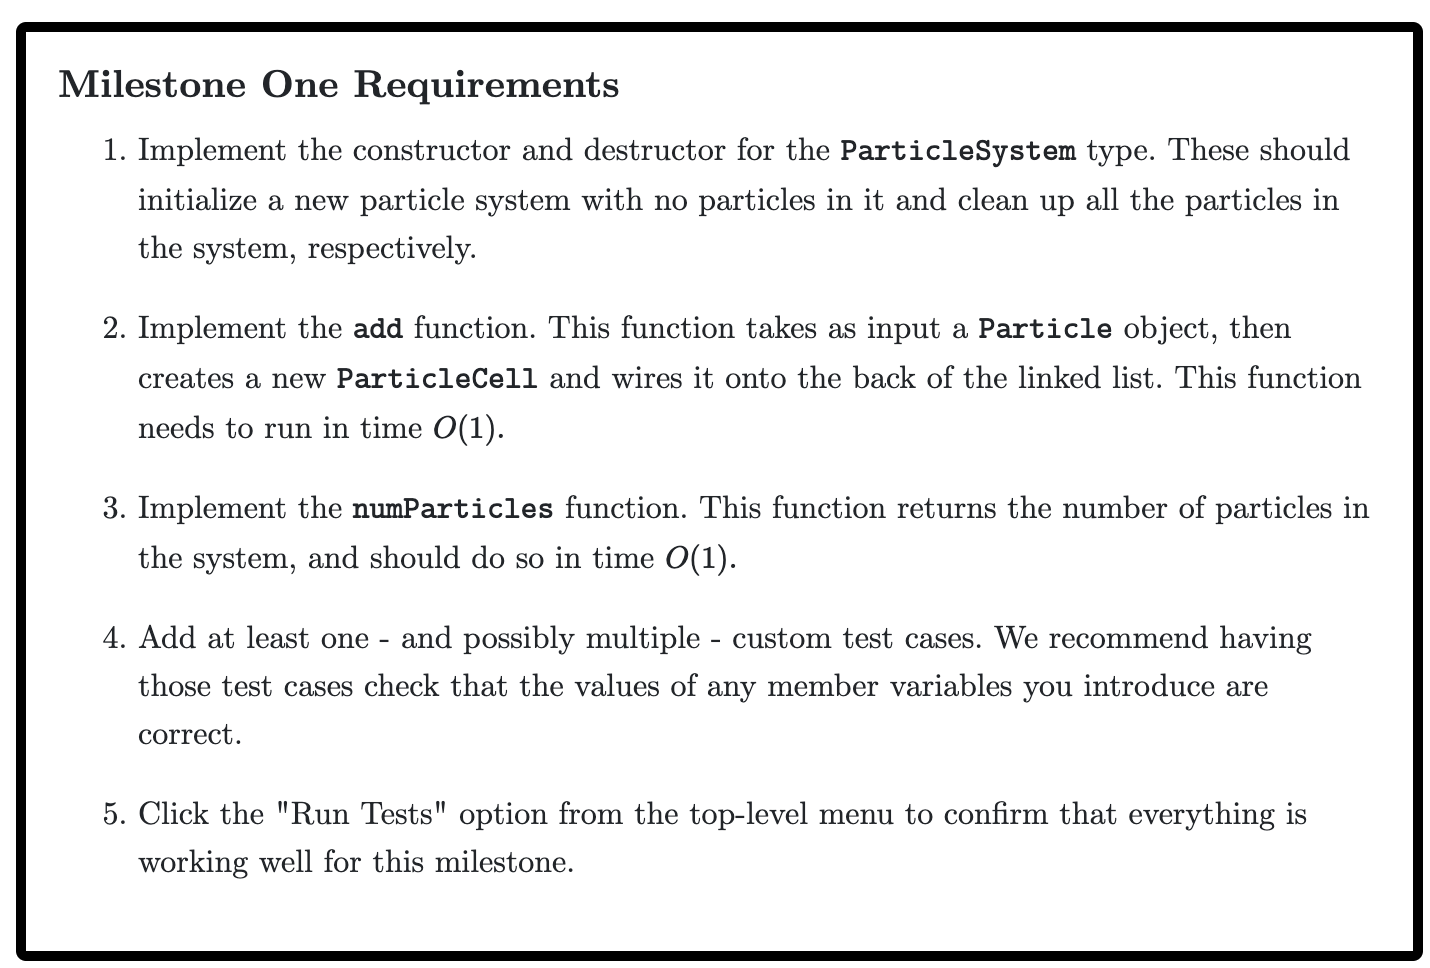 Milestone One Requirements
1. Implement the constructor and destructor for the ParticleSystem type. These should
initialize a new particle system with no particles in it and clean up all the particles in
the system, respectively.
2. Implement the add function. This function takes as input a Particle object, then
creates a new ParticleCell and wires it onto the back of the linked list. This function
needs to run in time O(1).
3. Implement the numParticles function. This function returns the number of particles in
the system, and should do so in time O(1).
4. Add at least one - and possibly multiple - custom test cases. We recommend having
those test cases check that the values of any member variables you introduce are
correct.
5. Click the "Run Tests" option from the top-level menu to confirm that everything is
working well for this milestone.